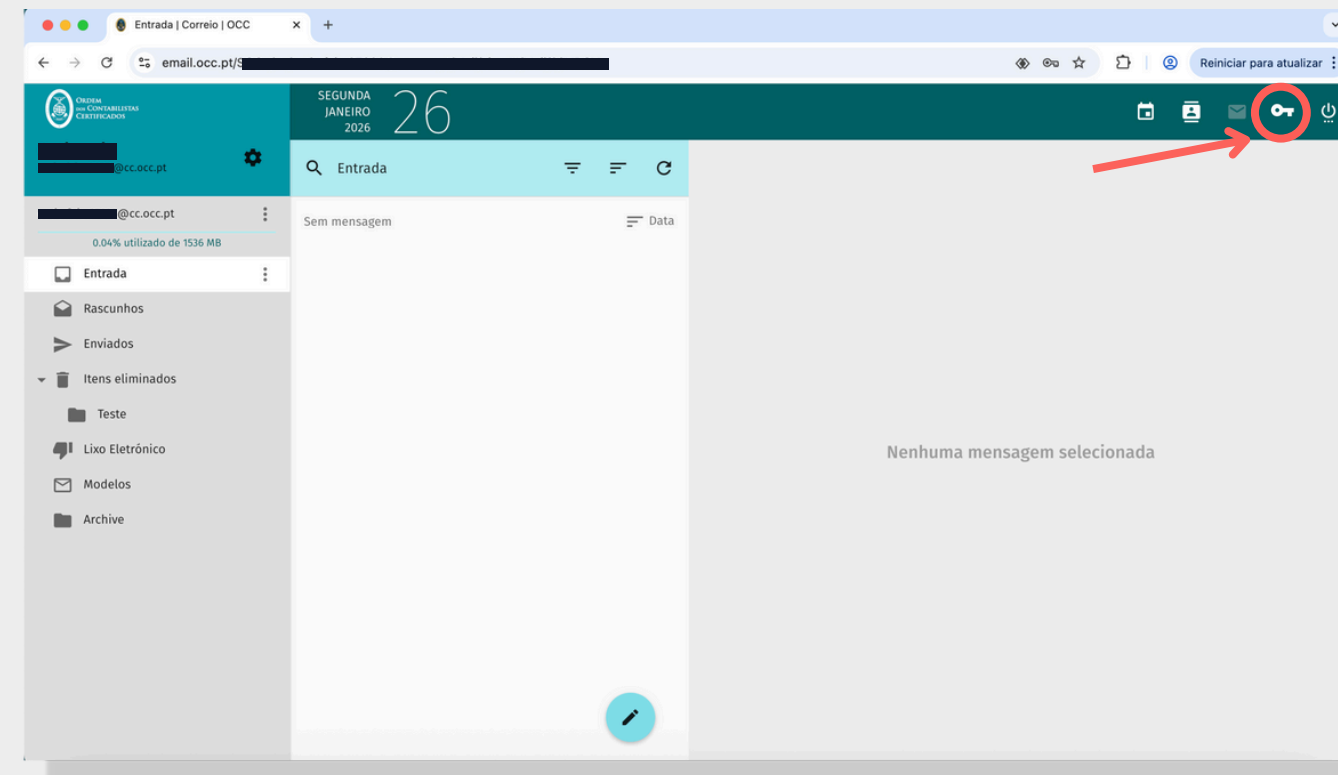 Entrada | Correio | OCC
email.occ.pt/
Reiniciar para atualizar
ORDEM
DOS CONTABILISTAS
CERTIFICADOS
SEGUNDA
JANEIRO
2026
26
@cc.occ.pt
Entrada
@cc.occ.pt
0.04% utilizado de 1536 MB
Sem mensagem
Data
Entrada
Rascunhos
Enviados
Itens eliminados
Teste
Lixo Eletrónico
Modelos
Archive
Nenhuma mensagem selecionada